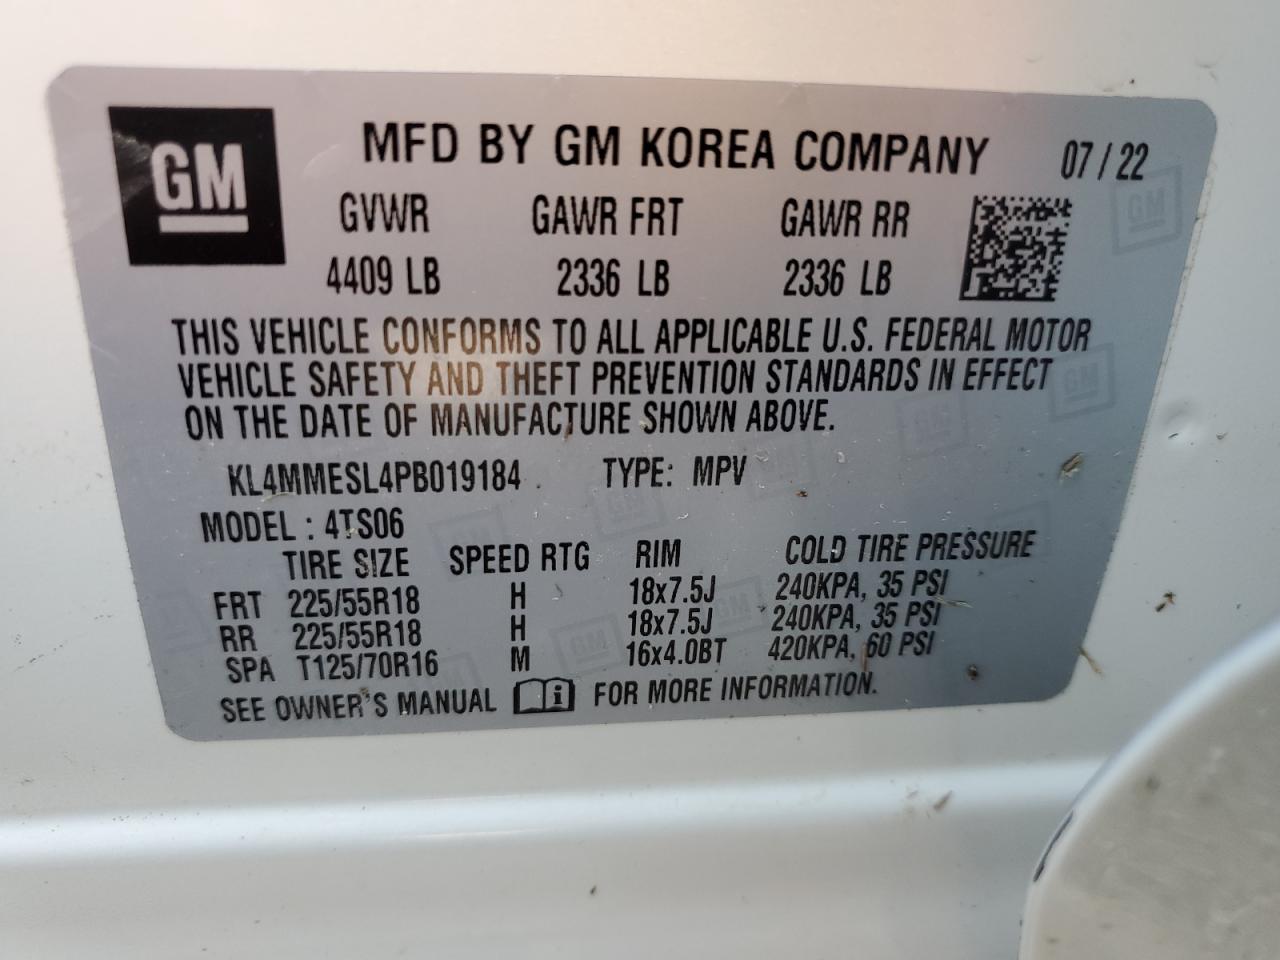 GM MFD BY GM KOREA COMPANY 07/22
GVWR GAWR FRT GAWR RR
4409 LB 2336 LB 2336 LB
THIS VEHICLE CONFORMS TO ALL APPLICABLE U.S. FEDERAL MOTOR
VEHICLE SAFETY AND THEFT PREVENTION STANDARDS IN EFFECT
ON THE DATE OF MANUFACTURE SHOWN ABOVE.
KL4MMESL4PB019184 TYPE: MPV
MODEL : 4TS06
TIRE SIZE SPEED RTG RIM COLD TIRE PRESSURE
FRT 225/55R18 H 18x7.5J 240KPA, 35 PSI
RR 225/55R18 H 18x7.5J 240KPA, 35 PSI
SPA T125/70R16 M 16x4.0BT 420KPA, 60 PSI
SEE OWNER'S MANUAL i FOR MORE INFORMATION.